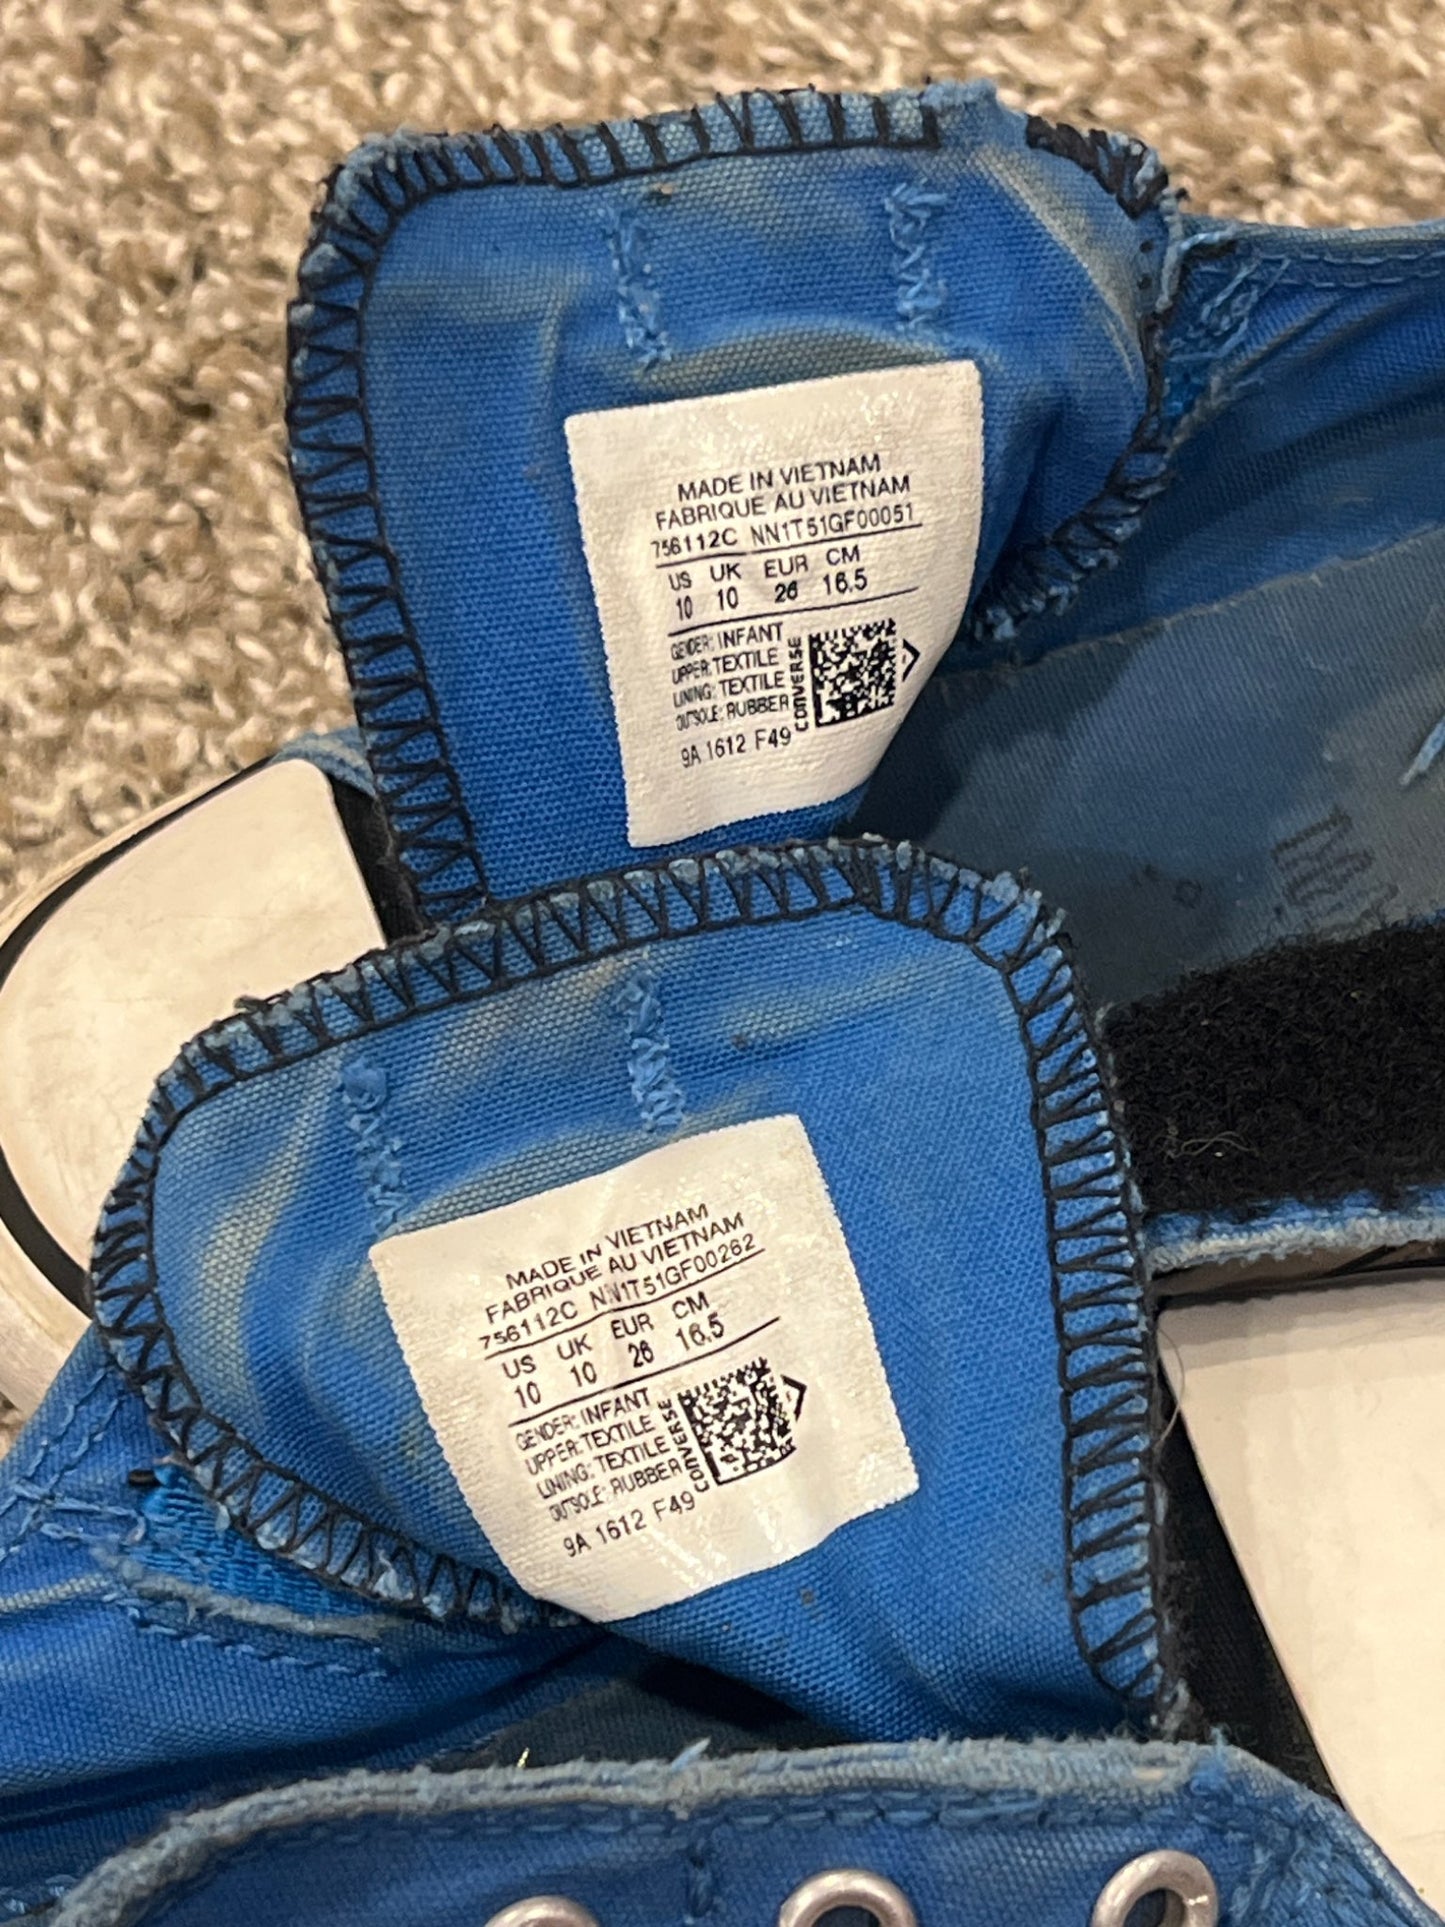 MADE IN VIETNAM
FABRIQUE AU VIETNAM
756112C NN1T51GF00051
US UK EUR CM
10 10 26 16.5
GENDER: INFANT
UPPER: TEXTILE
LINING: TEXTILE
OUTSOLE: RUBBER
CONVERSE
9A 1612 F49
MADE IN VIETNAM
FABRIQUE AU VIETNAM
756112C NN1T51GF00262
US UK EUR CM
10 10 26 16.5
GENDER: INFANT
UPPER: TEXTILE
LINING: TEXTILE
OUTSOLE: RUBBER
CONVERSE
9A 1612 F49